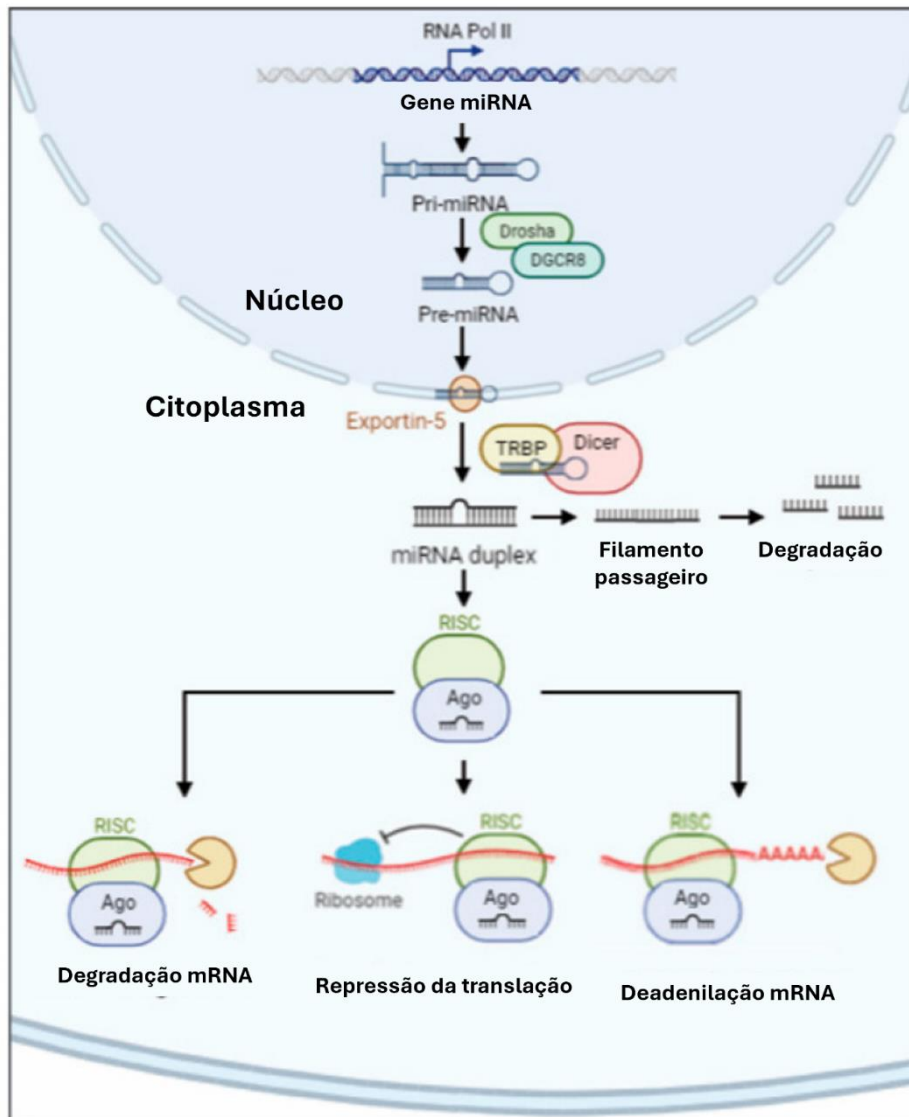 RNA Pol II
Gene miRNA
Pri-miRNA
Drosha
DGCR8
Núcleo
Pre-miRNA
Citoplasma
Exportin-5
TRBP
Dicer
miRNA duplex
Filamento
passageiro
Degradação
RISC
Ago
RISC
Ago
Degradação mRNA
RISC
Ribosome
Ago
Repressão da translação
RISC
AAAAA
Ago
Deadenilação mRNA